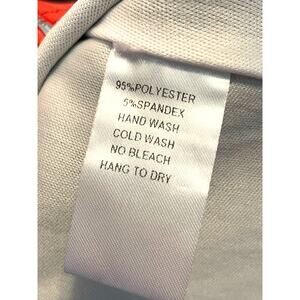 95%POLYESTER
5%SPANDEX
HAND WASH
COLD WASH
NO BLEACH
HANG TO DRY